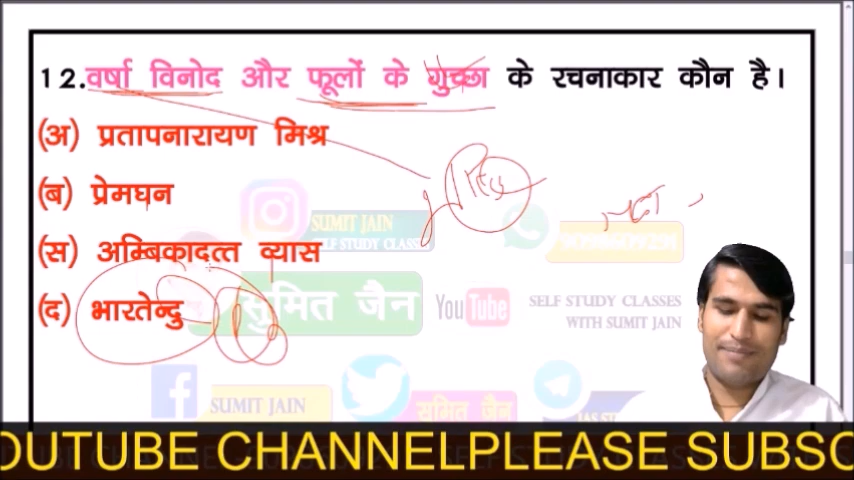 12.वर्षा विनोद और फूलों के गुच्छा के रचनाकार कौन है।
(अ) प्रतापनारायण मिश्र
(ब) प्रेमघन
SUMIT JAIN
SELF STUDY CLASSES
(स) अम्बिकादत्त व्यास
(द) भारतेन्दु
सुमित जैन
YouTube
SELF STUDY CLASSES
WITH SUMIT JAIN
SUMIT JAIN
सुमित जैन
OUTUBE CHANNELPLEASE SUBSC